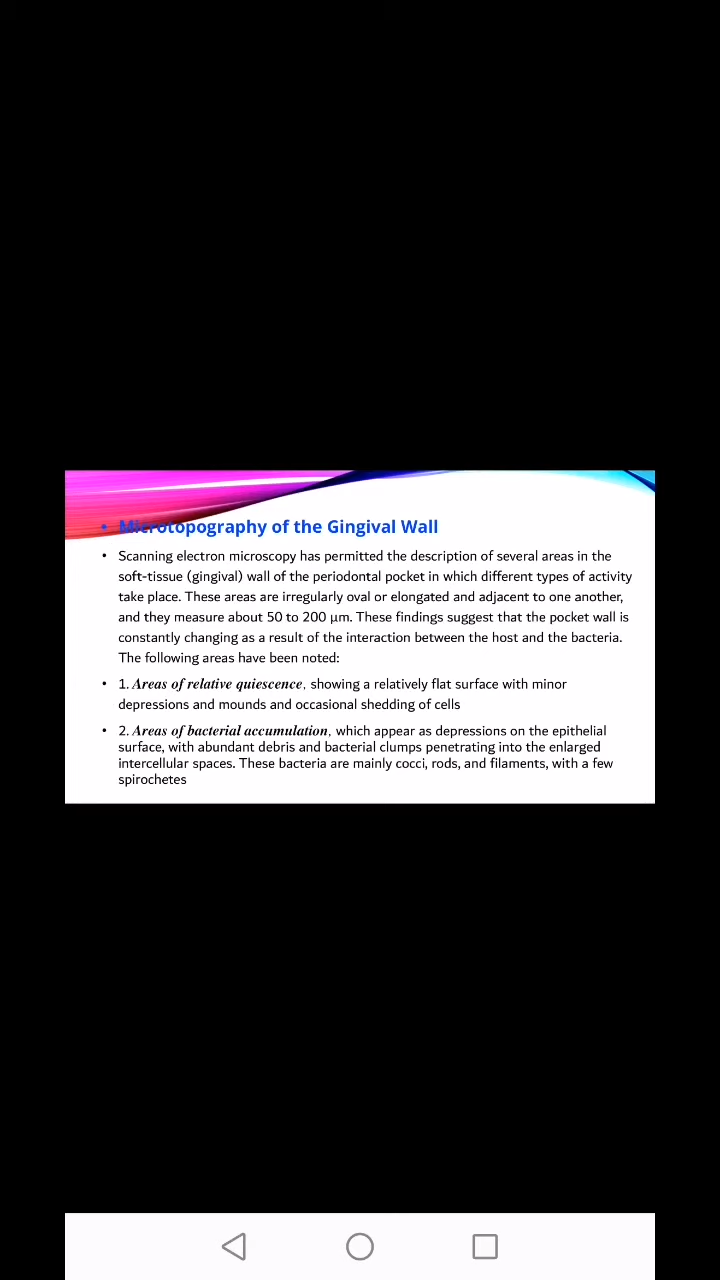 • Microtopography of the Gingival Wall
• Scanning electron microscopy has permitted the description of several areas in the
soft-tissue (gingival) wall of the periodontal pocket in which different types of activity
take place. These areas are irregularly oval or elongated and adjacent to one another,
and they measure about 50 to 200 μm. These findings suggest that the pocket wall is
constantly changing as a result of the interaction between the host and the bacteria.
The following areas have been noted:
• 1. Areas of relative quiescence, showing a relatively flat surface with minor
depressions and mounds and occasional shedding of cells
• 2. Areas of bacterial accumulation, which appear as depressions on the epithelial
surface, with abundant debris and bacterial clumps penetrating into the enlarged
intercellular spaces. These bacteria are mainly cocci, rods, and filaments, with a few
spirochetes